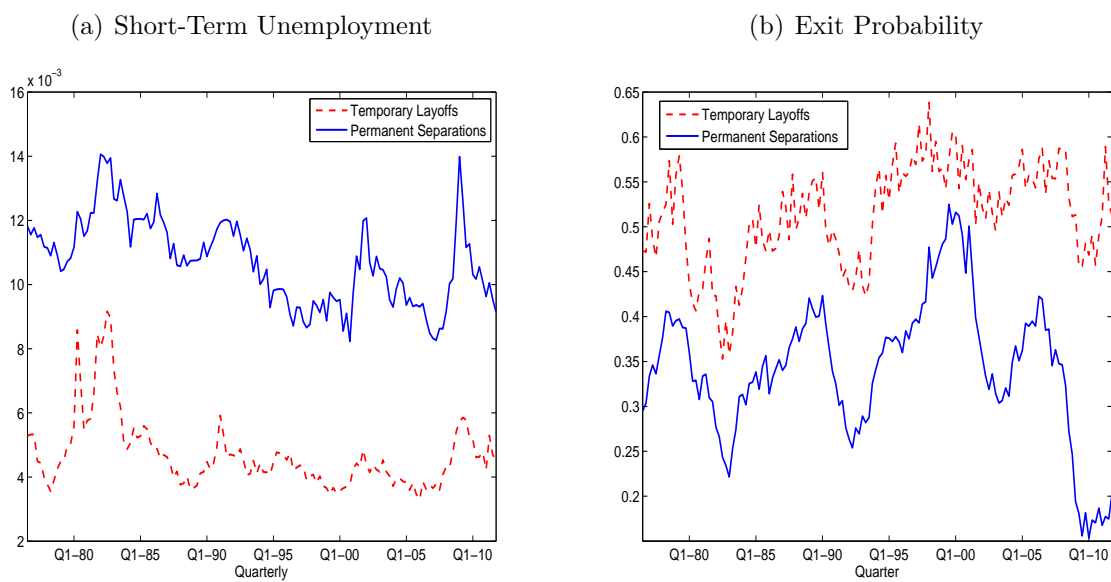 (a) Short-Term Unemployment
x 10⁻³
16
14
12
10
8
6
4
2
Temporary Layoffs
Permanent Separations
Q1–80 Q1–85 Q1–90 Q1–95 Q1–00 Q1–05 Q1–10
Quarterly
(b) Exit Probability
0.65
0.6
0.55
0.5
0.45
0.4
0.35
0.3
0.25
0.2
Temporary Layoffs
Permanent Separations
Q1–80 Q1–85 Q1–90 Q1–95 Q1–00 Q1–05 Q1–10
Quarter